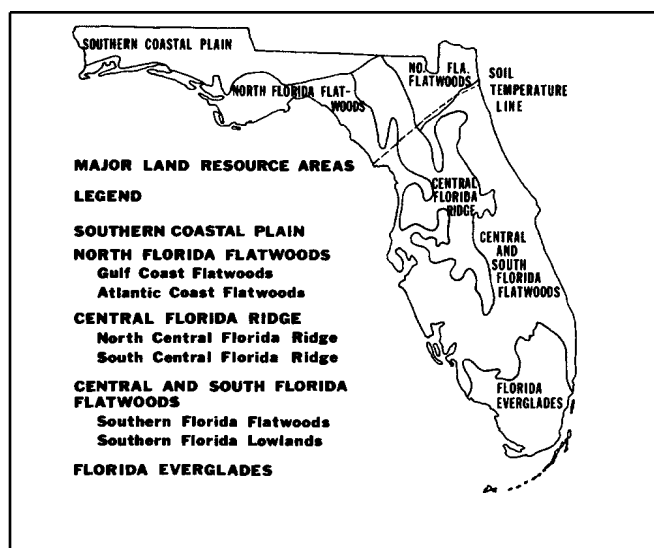 SOUTHERN COASTAL PLAIN
NORTH FLORIDA FLAT-
WOODS
NO. FLA.
FLATWOODS
SOIL
TEMPERATURE
LINE
MAJOR LAND RESOURCE AREAS
LEGEND
SOUTHERN COASTAL PLAIN
NORTH FLORIDA FLATWOODS
Gulf Coast Flatwoods
Atlantic Coast Flatwoods
CENTRAL FLORIDA RIDGE
North Central Florida Ridge
South Central Florida Ridge
CENTRAL AND SOUTH FLORIDA
FLATWOODS
Southern Florida Flatwoods
Southern Florida Lowlands
FLORIDA EVERGLADES
CENTRAL
FLORIDA
RIDGE
CENTRAL
AND
SOUTH
FLORIDA
FLATWOODS
FLORIDA
EVERGLADES